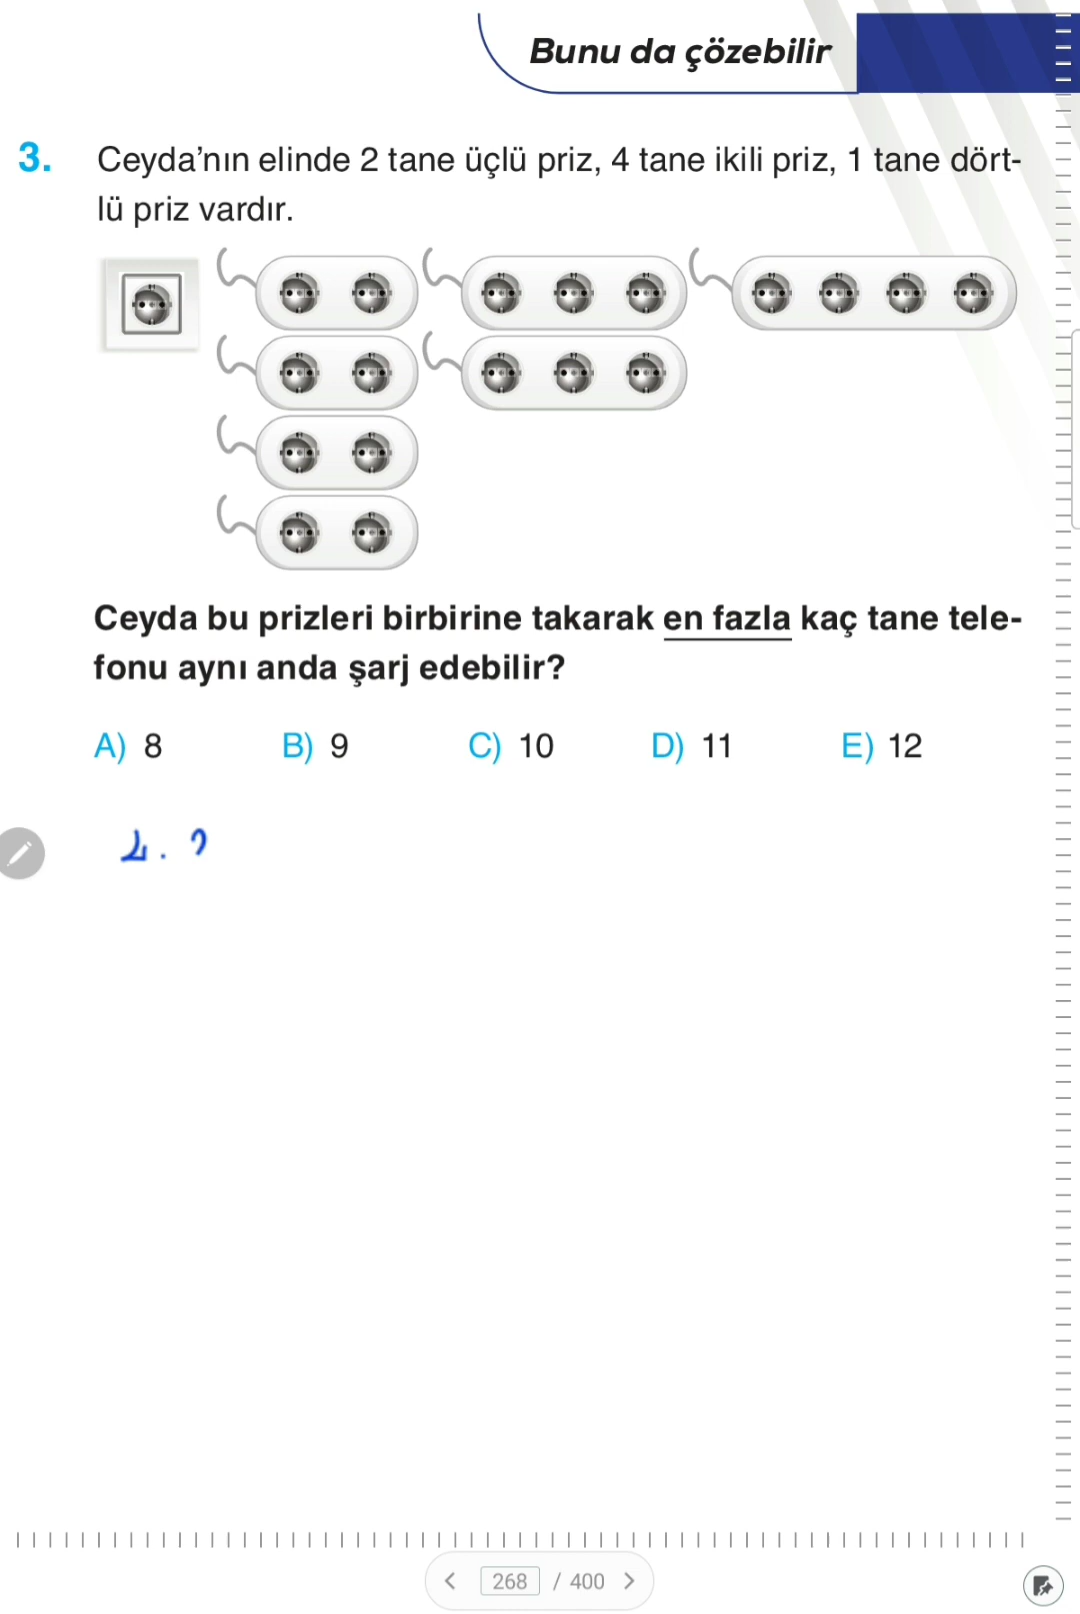 Bunu da çözebilir
3. Ceyda’nın elinde 2 tane üçlü priz, 4 tane ikili priz, 1 tane dört-
lü priz vardır.
Ceyda bu prizleri birbirine takarak en fazla kaç tane tele-
fonu aynı anda şarj edebilir?
A) 8 B) 9 C) 10 D) 11 E) 12
268 / 400